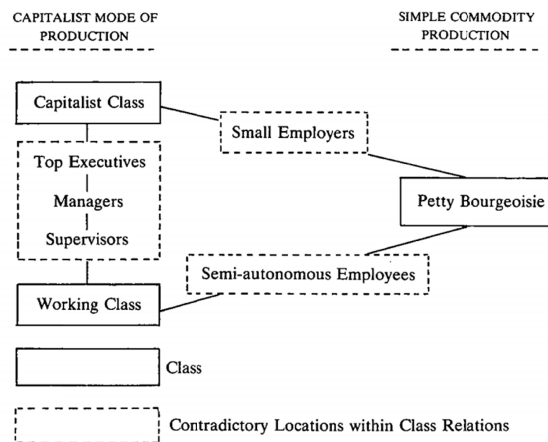 CAPITALIST MODE OF
PRODUCTION
SIMPLE COMMODITY
PRODUCTION
Capitalist Class
Small Employers
Top Executives
Managers
Supervisors
Petty Bourgeoisie
Semi-autonomous Employees
Working Class
Class
Contradictory Locations within Class Relations